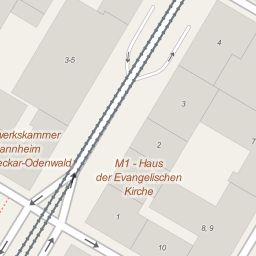 4
3-5
3
2
werkskammer
annheim
eckar-Odenwald
M1 - Haus
der Evangelischen
Kirche
1
10
8, 9